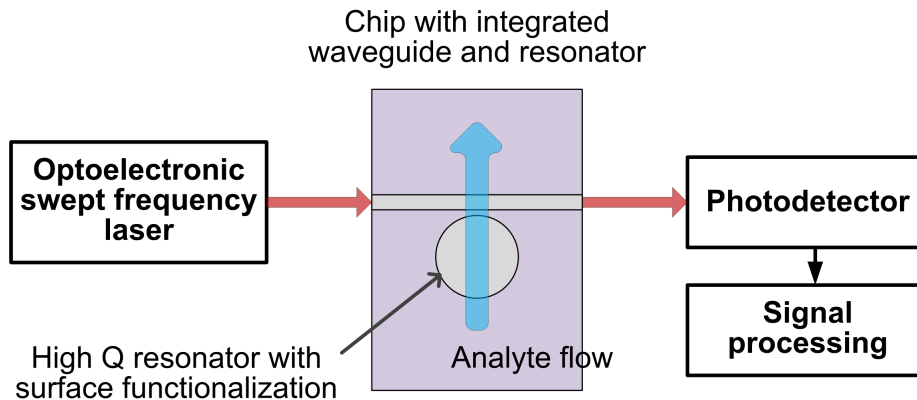 Chip with integrated
waveguide and resonator
Optoelectronic
swept frequency
laser
Photodetector
Signal
processing
High Q resonator with
surface functionalization
Analyte flow